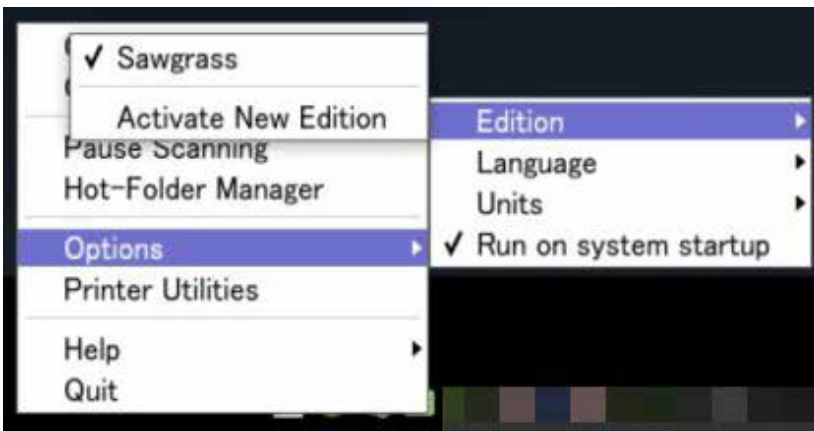 ✓ Sawgrass
Activate New Edition
Pause Scanning
Hot-Folder Manager
Options
Printer Utilities
Help
Quit
Edition
Language
Units
✓ Run on system startup